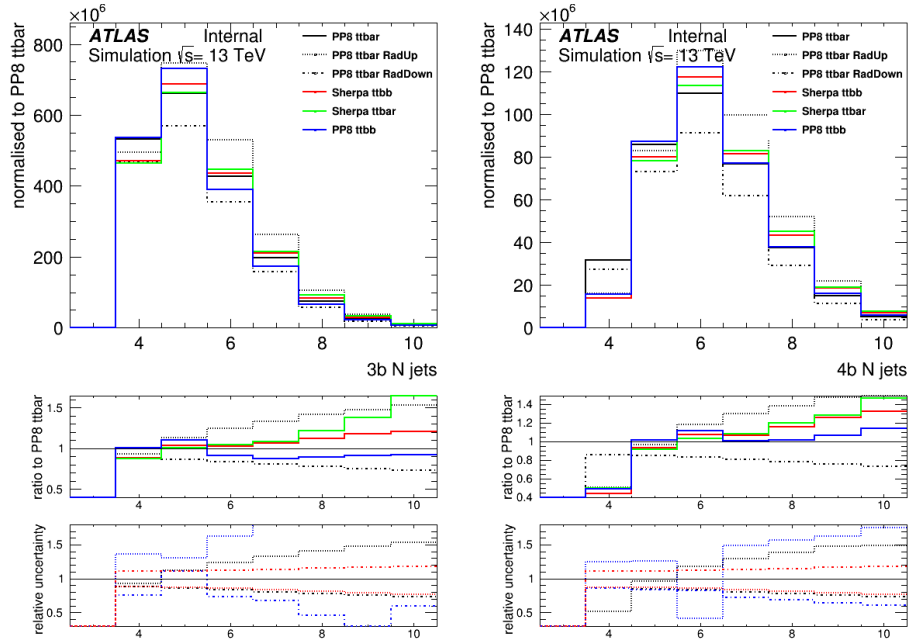 ×10⁶
ATLAS Internal
Simulation √s= 13 TeV
PP8 ttbar
PP8 ttbar RadUp
PP8 ttbar RadDown
Sherpa ttbb
Sherpa ttbar
PP8 ttbb
normalised to PP8 ttbar
800
600
400
200
0
4 6 8 10
3b N jets
ratio to PP8 ttbar
1.5
1
0.5
4 6 8 10
relative uncertainty
1.5
1
0.5
4 6 8 10
×10⁶
ATLAS Internal
Simulation √s= 13 TeV
PP8 ttbar
PP8 ttbar RadUp
PP8 ttbar RadDown
Sherpa ttbb
Sherpa ttbar
PP8 ttbb
normalised to PP8 ttbar
140
120
100
80
60
40
20
0
4 6 8 10
4b N jets
ratio to PP8 ttbar
1.4
1.2
1
0.8
0.6
0.4
4 6 8 10
relative uncertainty
1.5
1
0.5
4 6 8 10